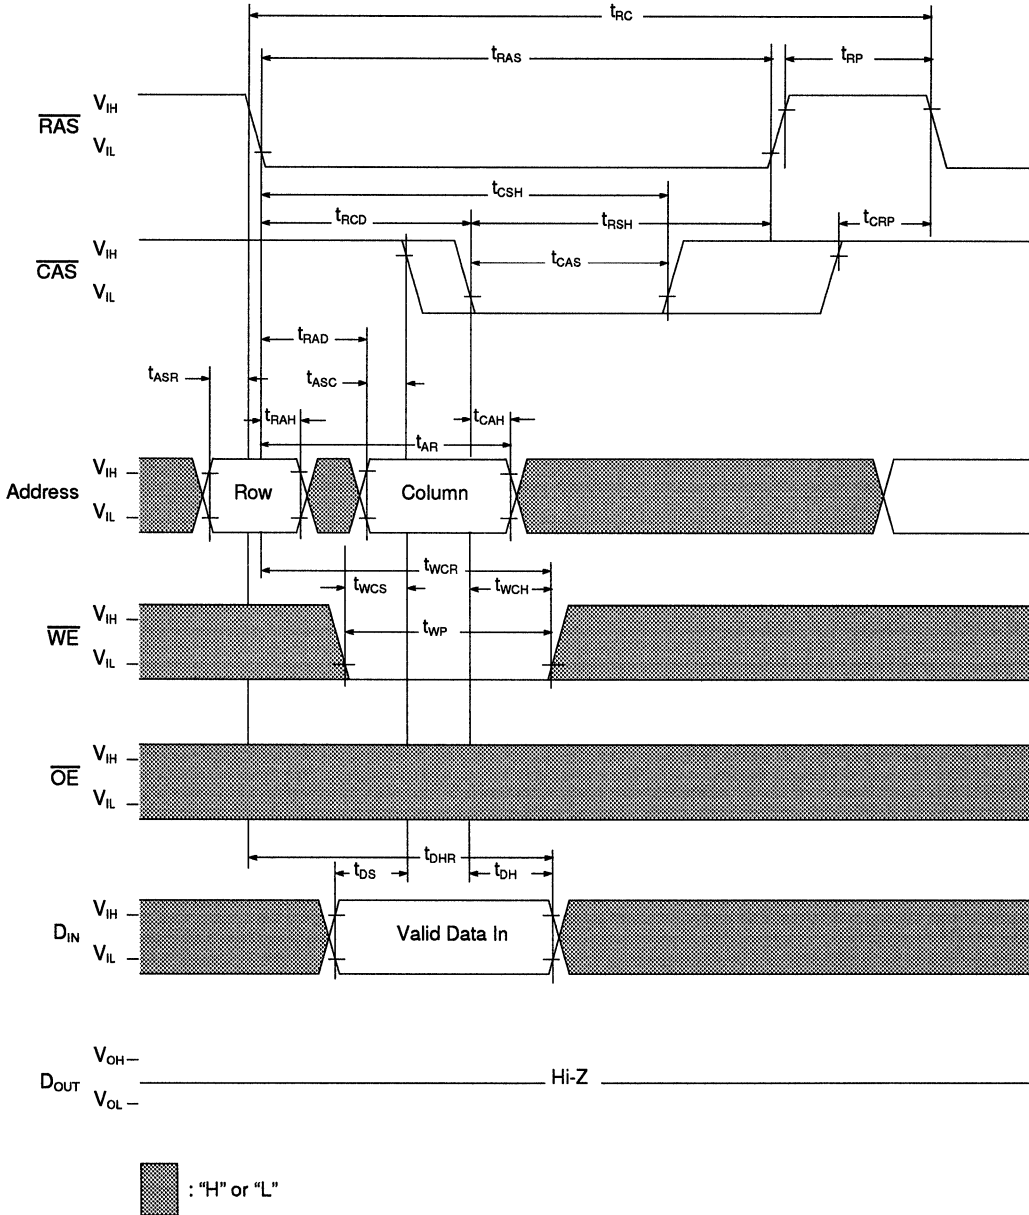 tRC
tRAS
tRP
RAS
VIH
VIL
tCSH
tRCD
tRSH
tCRP
CAS
VIH
VIL
tCAS
tRAD
tASR
tASC
tRAH
tCAH
tAR
Address
VIH
VIL
Row
Column
tWCR
tWCS
tWCH
WE
VIH
VIL
tWP
OE
VIH
VIL
tDHR
tDS
tDH
DIN
VIH
VIL
Valid Data In
DOUT
VOH
VOL
Hi-Z
: “H” or “L”